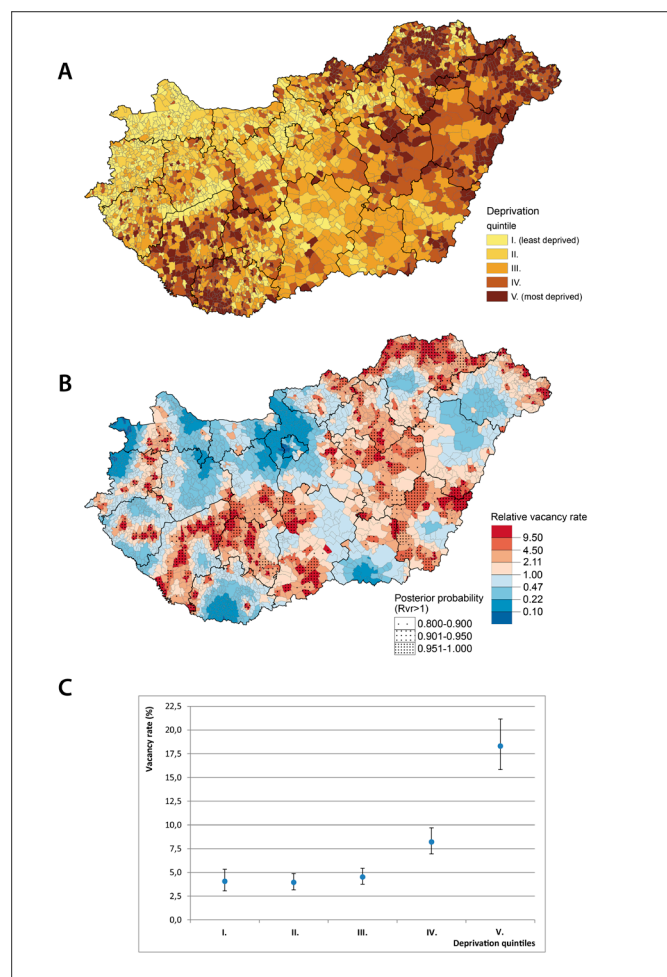 A
Deprivation
quintile
I. (least deprived)
II.
III.
IV.
V. (most deprived)
B
Relative vacancy rate
9.50
4.50
2.11
1.00
0.47
0.22
0.10
Posterior probability
(Rvr>1)
0.800-0.900
0.901-0.950
0.951-1.000
C
Vacancy rate (%)
22,5
20,0
17,5
15,0
12,5
10,0
7,5
5,0
2,5
0,0
I.
II.
III.
IV.
V.
Deprivation quintiles